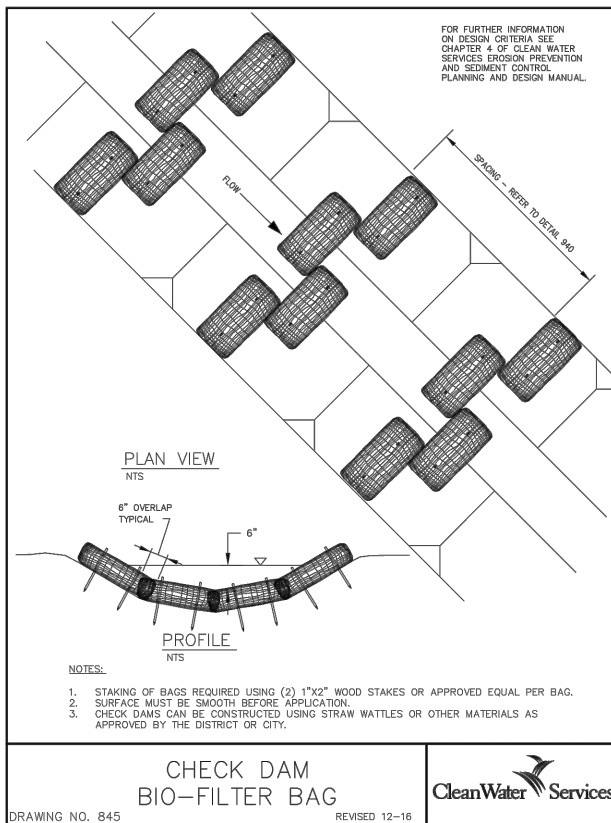 FOR FURTHER INFORMATION
ON DESIGN CRITERIA SEE
CHAPTER 4 OF CLEAN WATER
SERVICES EROSION PREVENTION
AND SEDIMENT CONTROL
PLANNING AND DESIGN MANUAL.
SPACING - REFER TO DETAIL 940
FLOW
PLAN VIEW
NTS
6" OVERLAP
TYPICAL
6"
PROFILE
NTS
NOTES:
1. STAKING OF BAGS REQUIRED USING (2) 1"X2" WOOD STAKES OR APPROVED EQUAL PER BAG.
2. SURFACE MUST BE SMOOTH BEFORE APPLICATION.
3. CHECK DAMS CAN BE CONSTRUCTED USING STRAW WATTLES OR OTHER MATERIALS AS
APPROVED BY THE DISTRICT OR CITY.
CHECK DAM
BIO-FILTER BAG
DRAWING NO. 845
REVISED 12-16
CleanWater Services